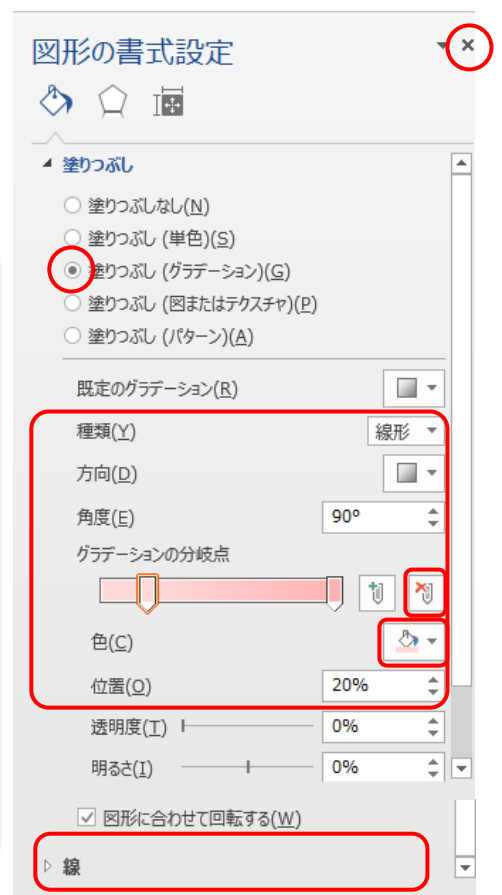 図形の書式設定
塗りつぶし
塗りつぶしなし(N)
塗りつぶし (単色)(S)
塗りつぶし (グラデーション)(G)
塗りつぶし (図またはテクスチャ)(P)
塗りつぶし (パターン)(A)
既定のグラデーション(R)
種類(Y) 線形
方向(D)
角度(E) 90°
グラデーションの分岐点
色(C)
位置(O) 20%
透明度(T) 0%
明るさ(I) 0%
図形に合わせて回転する(W)
線